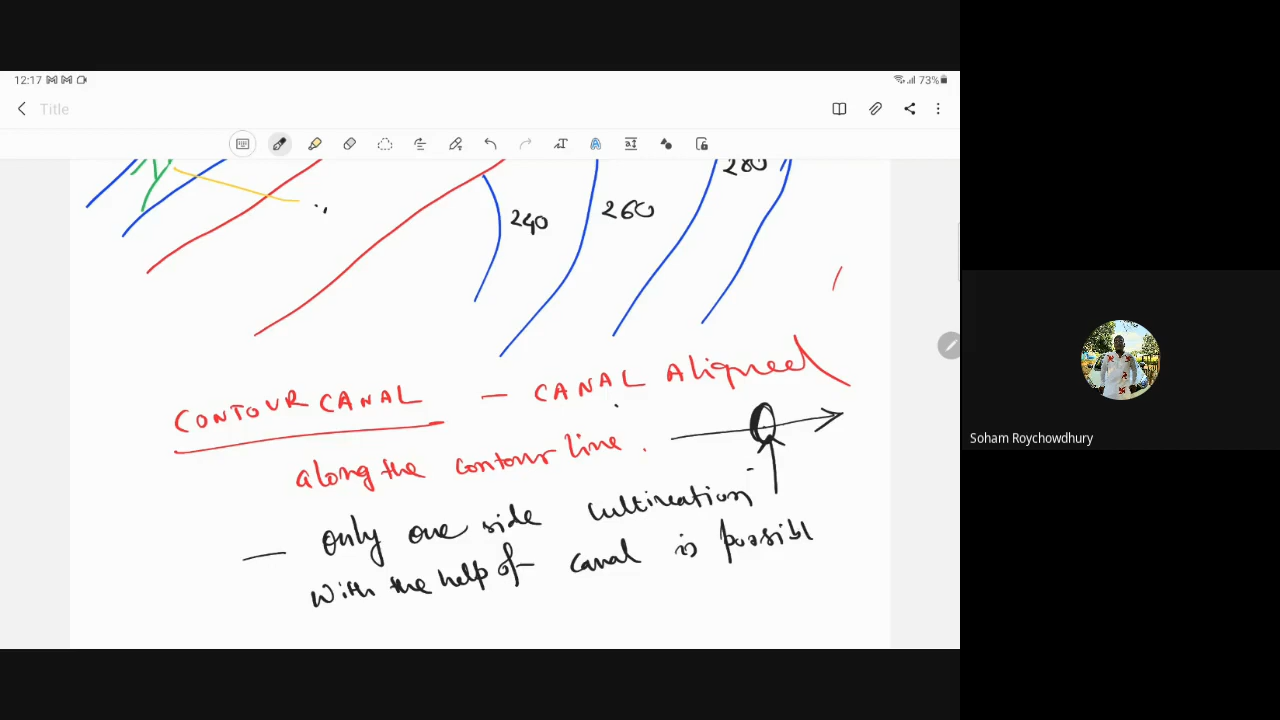 12:17
73%
Title
280
240
260
CONTOUR CANAL — CANAL Aligned
along the contour line.
— only one side cultivation
with the help of canal is possibl
Soham Roychowdhury